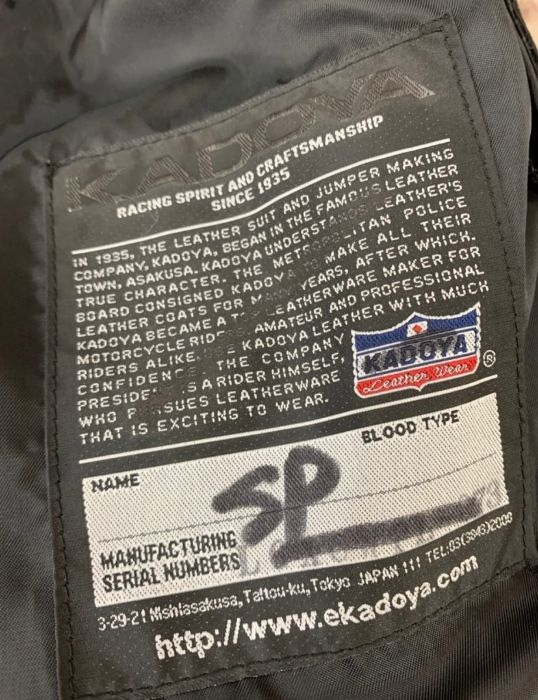 KADOYA
RACING SPIRIT AND CRAFTSMANSHIP
SINCE 1935
IN 1935, THE LEATHER SUIT AND JUMPER MAKING
COMPANY, KADOYA, BEGAN IN THE FAMOUS LEATHER
TOWN, ASAKUSA. KADOYA UNDERSTANDS LEATHER'S
TRUE CHARACTER. THE METROPOLITAN POLICE
BOARD CONSIGNED KADOYA TO MAKE ALL THEIR
LEATHER COATS FOR MANY YEARS, AFTER WHICH,
KADOYA BECAME A LEATHERWARE MAKER FOR
MOTORCYCLE AMATEUR AND PROFESSIONAL
RIDERS ALIKE. KADOYA LEATHER WITH MUCH
CONFIDENCE THE COMPANY
PRESIDENT A RIDER HIMSELF,
WHO PURSUES LEATHERWARE
THAT IS EXCITING TO WEAR.
KADOYA
Leather Wear
®
NAME
BLOOD TYPE
SP
MANUFACTURING
SERIAL NUMBERS
3-29-21 Nishiasakusa, Taitou-ku, Tokyo JAPAN 111 TEL:03(3843)2000
http://www.ekadoya.com